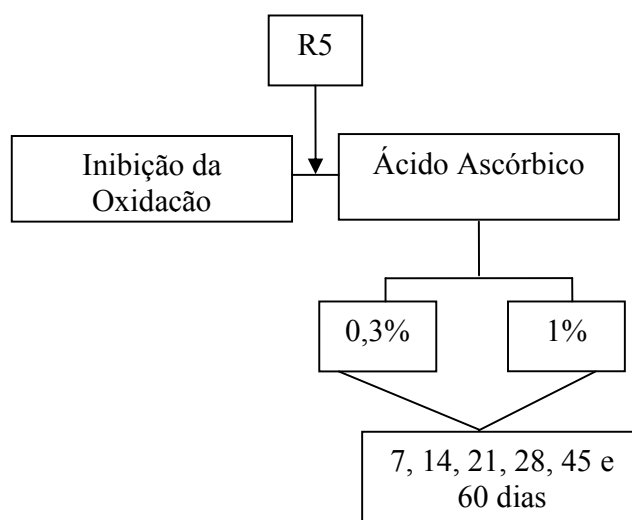 R5
Inibição da
Oxidacão
Ácido Ascórbico
0,3%
1%
7, 14, 21, 28, 45 e
60 dias